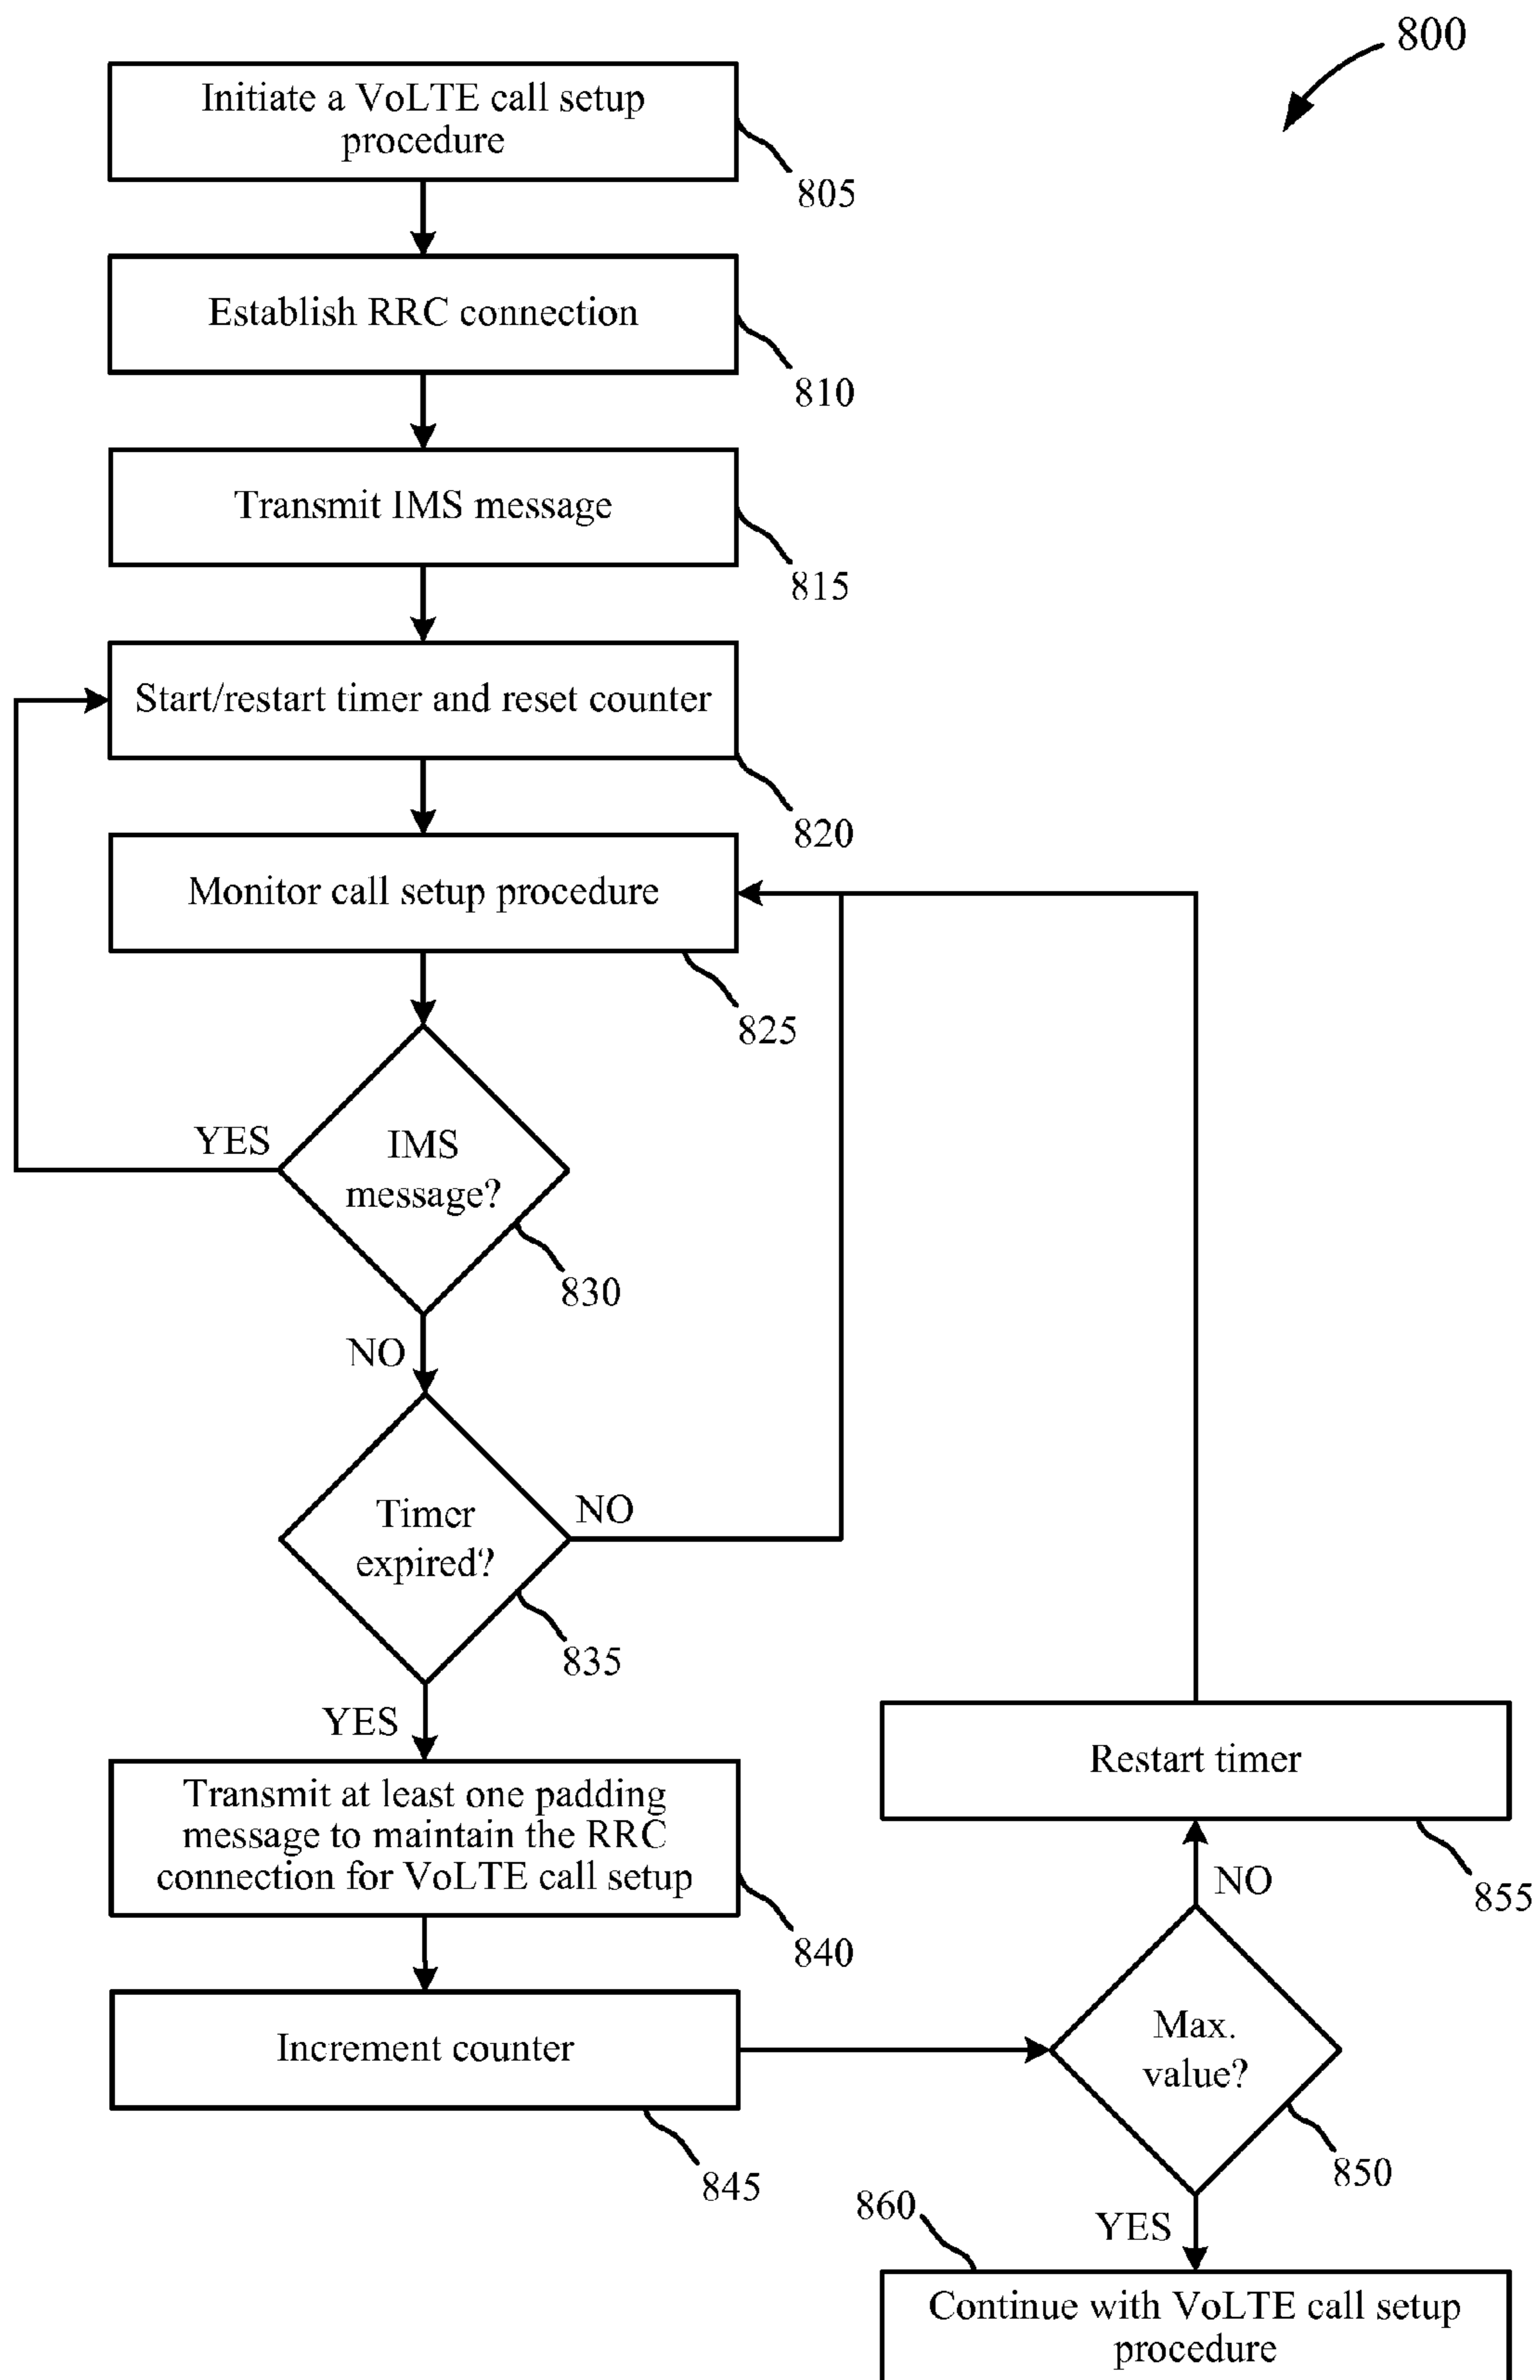 800
Initiate a VoLTE call setup
procedure
805
Establish RRC connection
810
Transmit IMS message
815
Start/restart timer and reset counter
820
Monitor call setup procedure
825
YES
IMS
message?
830
NO
Timer
expired?
NO
835
YES
Transmit at least one padding
message to maintain the RRC
connection for VoLTE call setup
840
Restart timer
855
NO
Increment counter
845
Max.
value?
850
860
YES
Continue with VoLTE call setup
procedure